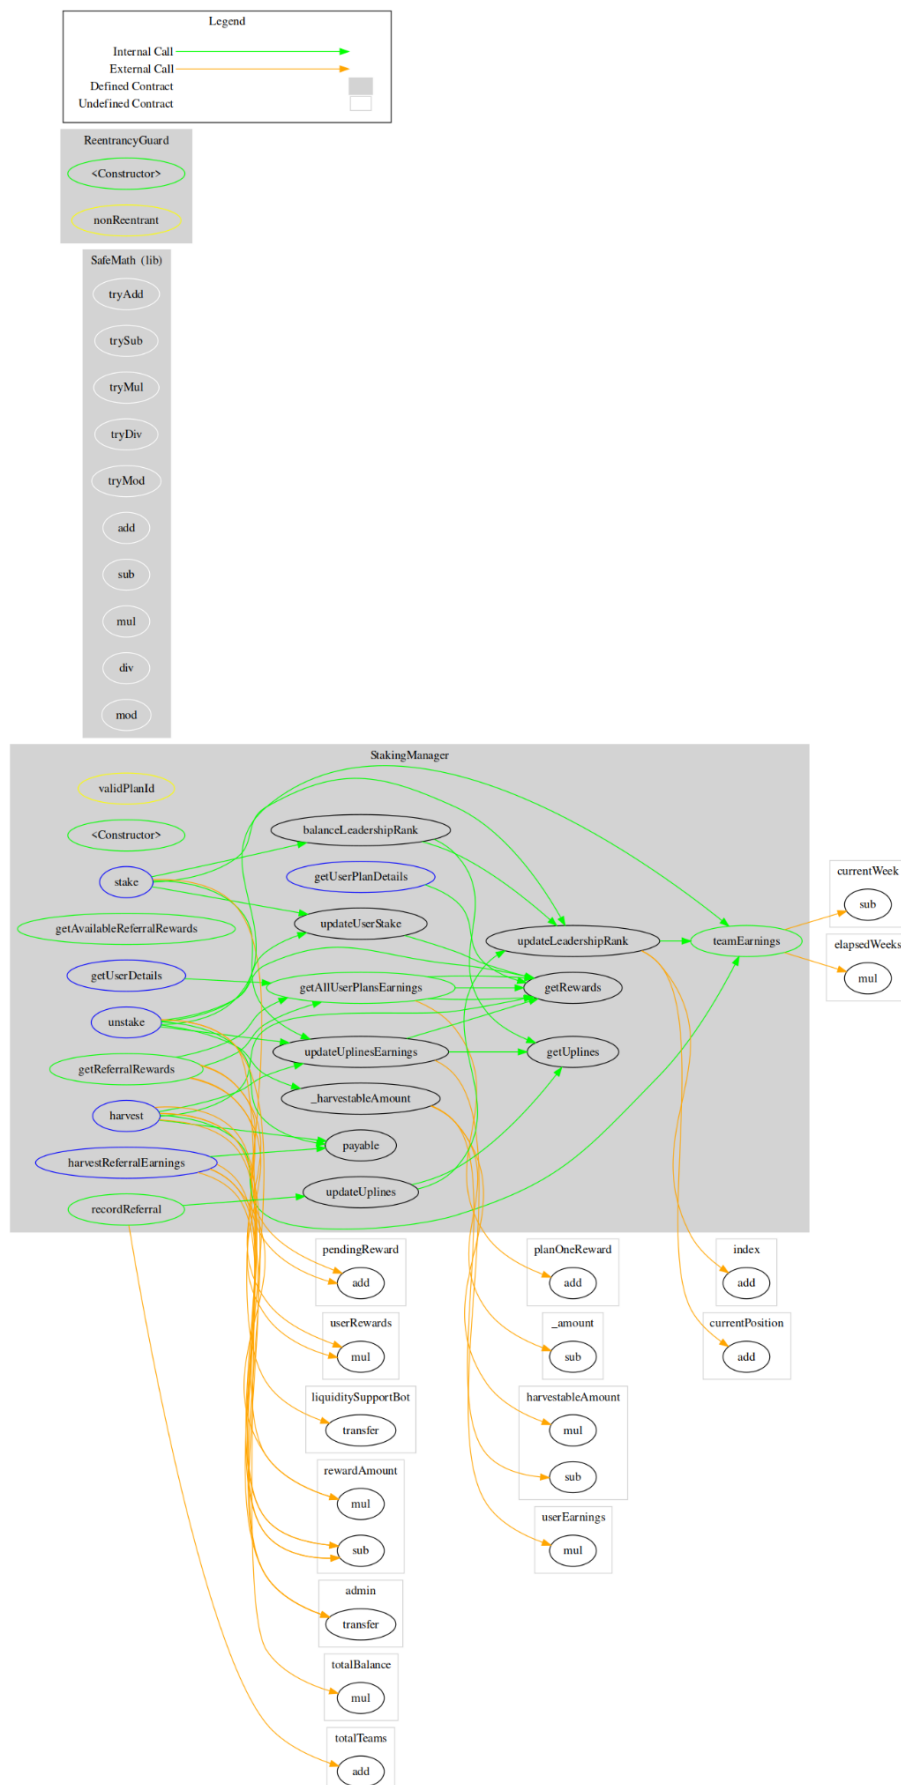 Legend
Internal Call
External Call
Defined Contract
Undefined Contract
ReentrancyGuard
<Constructor>
nonReentrant
SafeMath (lib)
tryAdd
trySub
tryMul
tryDiv
tryMod
add
sub
mul
div
mod
StakingManager
validPlanId
<Constructor>
stake
getAvailableReferralRewards
getUserDetails
unstake
getReferralRewards
harvest
harvestReferralEarnings
recordReferral
balanceLeadershipRank
getUserPlanDetails
updateUserStake
getAllUserPlansEarnings
updateUplinesEarnings
_harvestableAmount
payable
updateUplines
updateLeadershipRank
getRewards
getUplines
teamEarnings
currentWeek
sub
elapsedWeeks
mul
pendingReward
add
userRewards
mul
liquiditySupportBot
transfer
rewardAmount
mul
sub
admin
transfer
totalBalance
mul
totalTeams
add
planOneReward
add
_amount
sub
harvestableAmount
mul
sub
userEarnings
mul
index
add
currentPosition
add